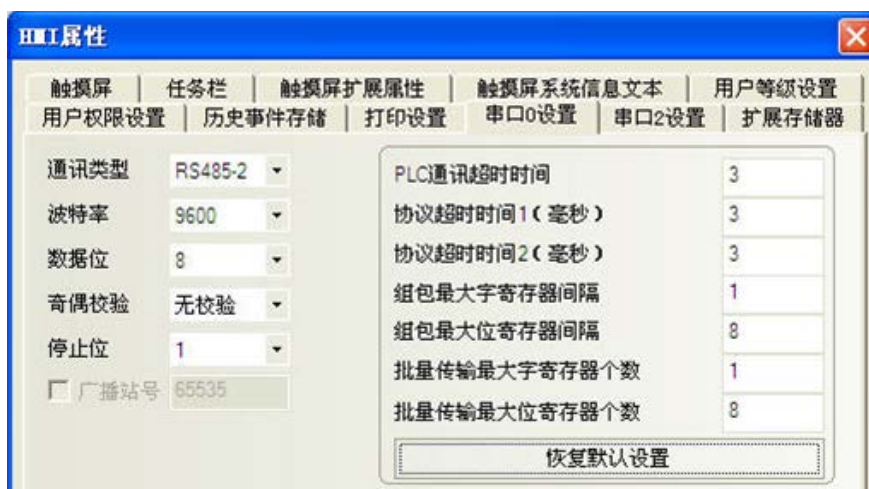 HMI属性
触摸屏 任务栏 触摸屏扩展属性 触摸屏系统信息文本 用户等级设置
用户权限设置 历史事件存储 打印设置 串口0设置 串口2设置 扩展存储器
通讯类型 RS485-2
波特率 9600
数据位 8
奇偶校验 无校验
停止位 1
广播站号 65535
PLC通讯超时时间 3
协议超时时间1(毫秒) 3
协议超时时间2(毫秒) 3
组包最大字寄存器间隔 1
组包最大位寄存器间隔 8
批量传输最大字寄存器个数 1
批量传输最大位寄存器个数 8
恢复默认设置